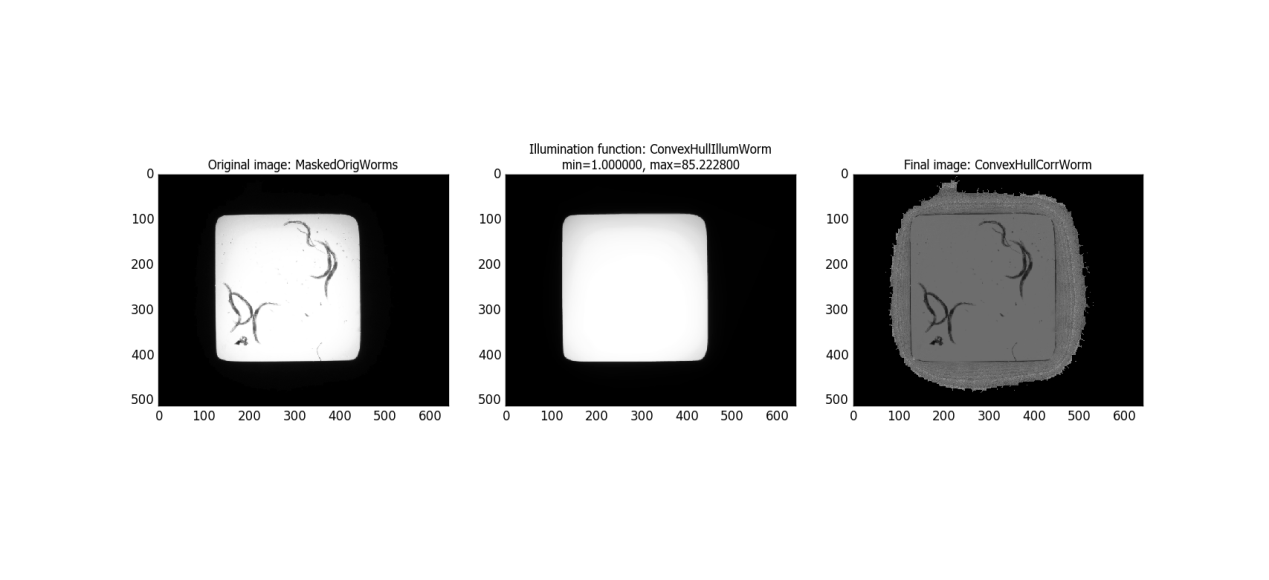 Original image: MaskedOrigWorms
0
100
200
300
400
500
0 100 200 300 400 500 600
Illumination function: ConvexHullIllumWorm
min=1.000000, max=85.222800
0
100
200
300
400
500
0 100 200 300 400 500 600
Final image: ConvexHullCorrWorm
0
100
200
300
400
500
0 100 200 300 400 500 600